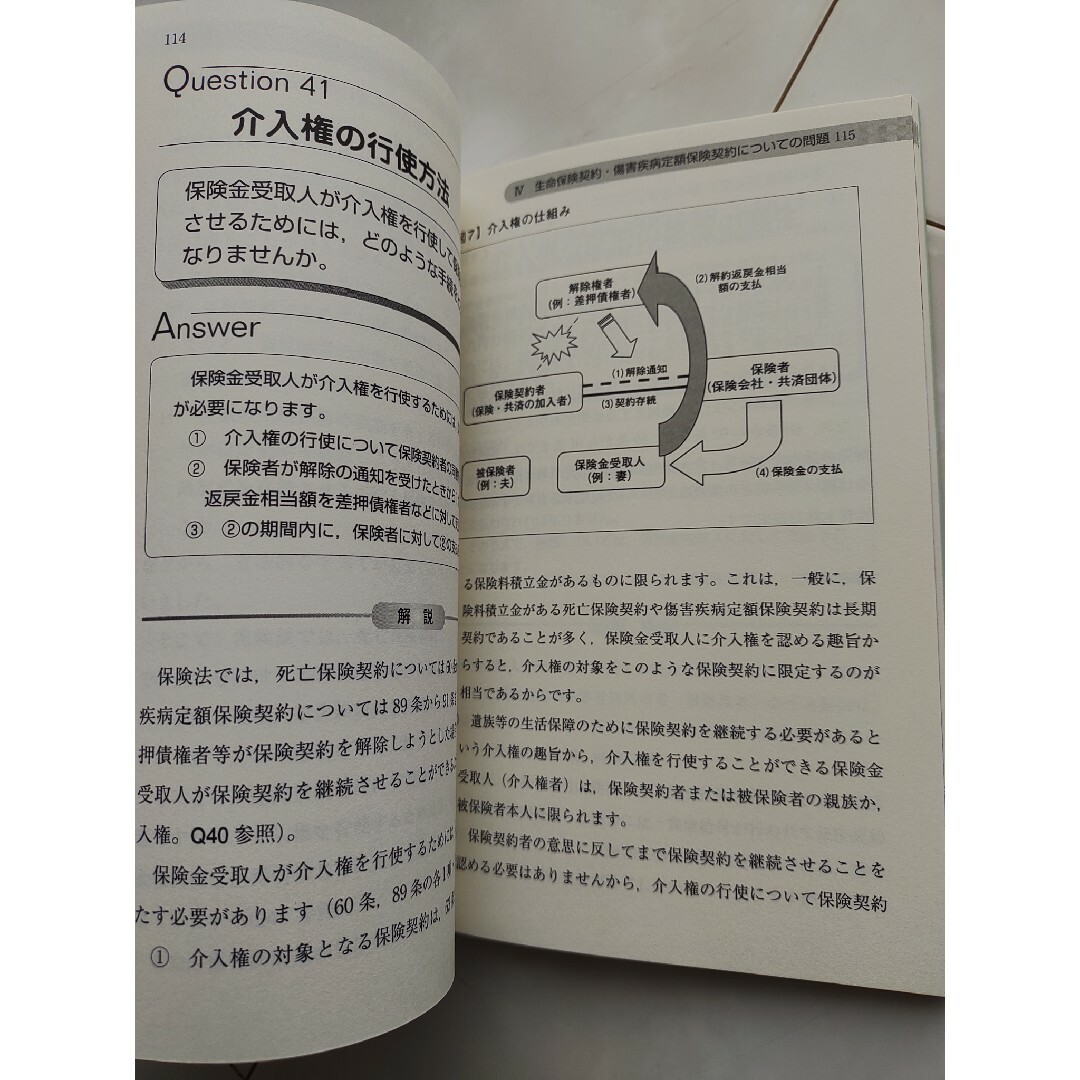 114
Question 41
介入権の行使方法
保険金受取人が介入権を行使して
させるためには，どのような手続
なりませんか。
Answer
保険金受取人が介入権を行使するためには
が必要になります。
① 介入権の行使について保険契約者の
② 保険者が解除の通知を受けたときから
返戻金相当額を差押債権者などに対して
③ ②の期間内に，保険者に対して②の
解 説
保険法では，死亡保険契約については
疾病定額保険契約については89条から91条
押債権者等が保険契約を解除しようとした
受取人が保険契約を継続させることができ
入権。Q40 参照）。
保険金受取人が介入権を行使するためには
たす必要があります（60条，89条の各1項
① 介入権の対象となる保険契約は，
Ⅳ 生命保険契約・傷害疾病定額保険契約についての問題 115
7】介入権の仕組み
解除権者
（例：差押債権者）
(2) 解約返戻金相当
額の支払
(1) 解除通知
保険契約者
（保険・共済の加入者）
(3) 契約存続
保険者
（保険会社・共済団体）
被保険者
（例：夫）
保険金受取人
（例：妻）
(4) 保険金の支払
る保険料積立金があるものに限られます。これは，一般に，保
険料積立金がある死亡保険契約や傷害疾病定額保険契約は長期
契約であることが多く，保険金受取人に介入権を認める趣旨か
らすると，介入権の対象をこのような保険契約に限定するのが
相当であるからです。
遺族等の生活保障のために保険契約を継続する必要があると
いう介入権の趣旨から，介入権を行使することができる保険金
受取人（介入権者）は，保険契約者または被保険者の親族か，
被保険者本人に限られます。
保険契約者の意思に反してまで保険契約を継続させることを
認める必要はありませんから，介入権の行使について保険契約